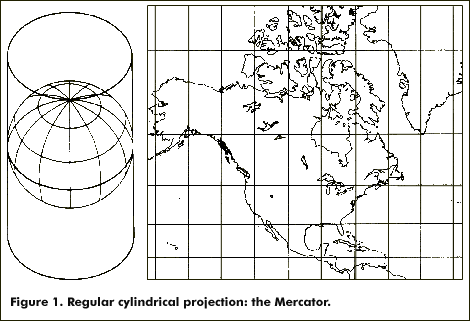 Figure 1. Regular cylindrical projection: the Mercator.